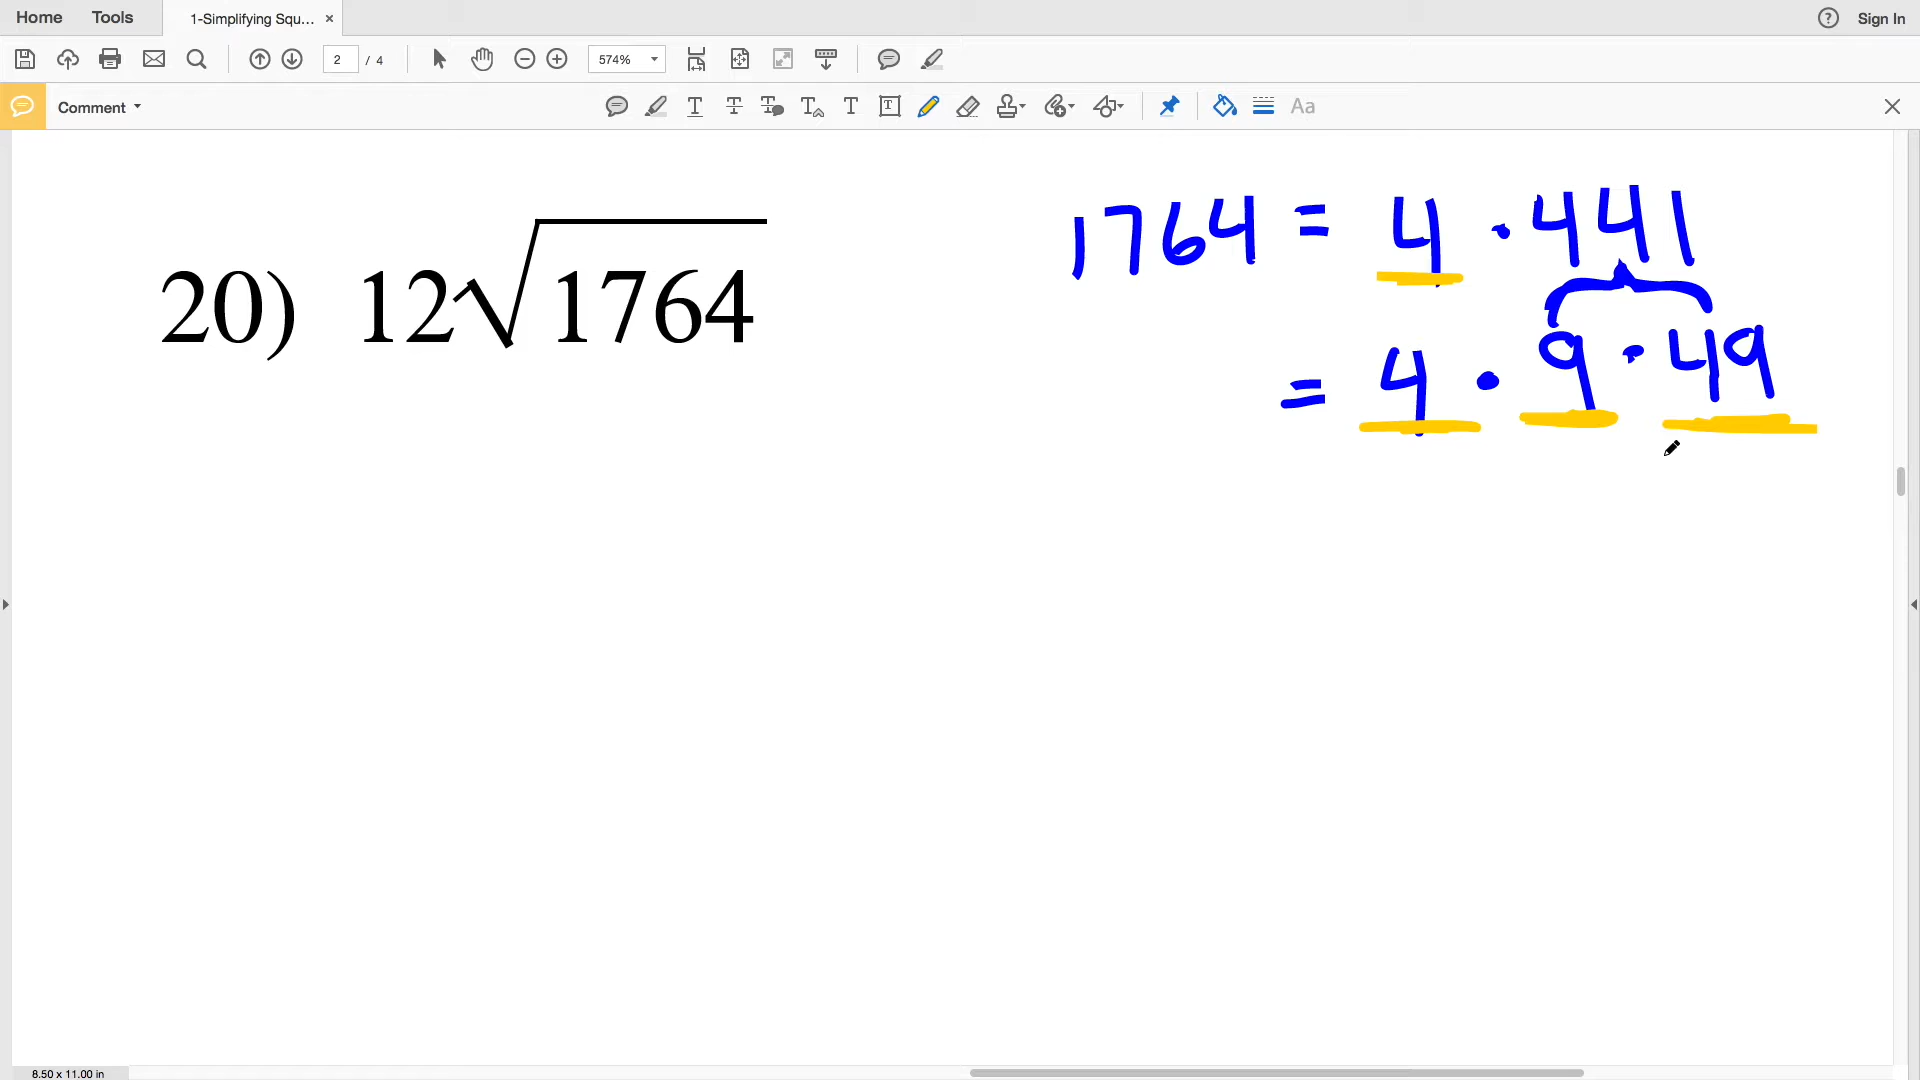 Home Tools 1-Simplifying Squ... × ? Sign In
2 / 4 574%
Comment Aa
1764 = 4 · 441
20) 12√1764
= 4 · 9 · 49
8.50 x 11.00 in